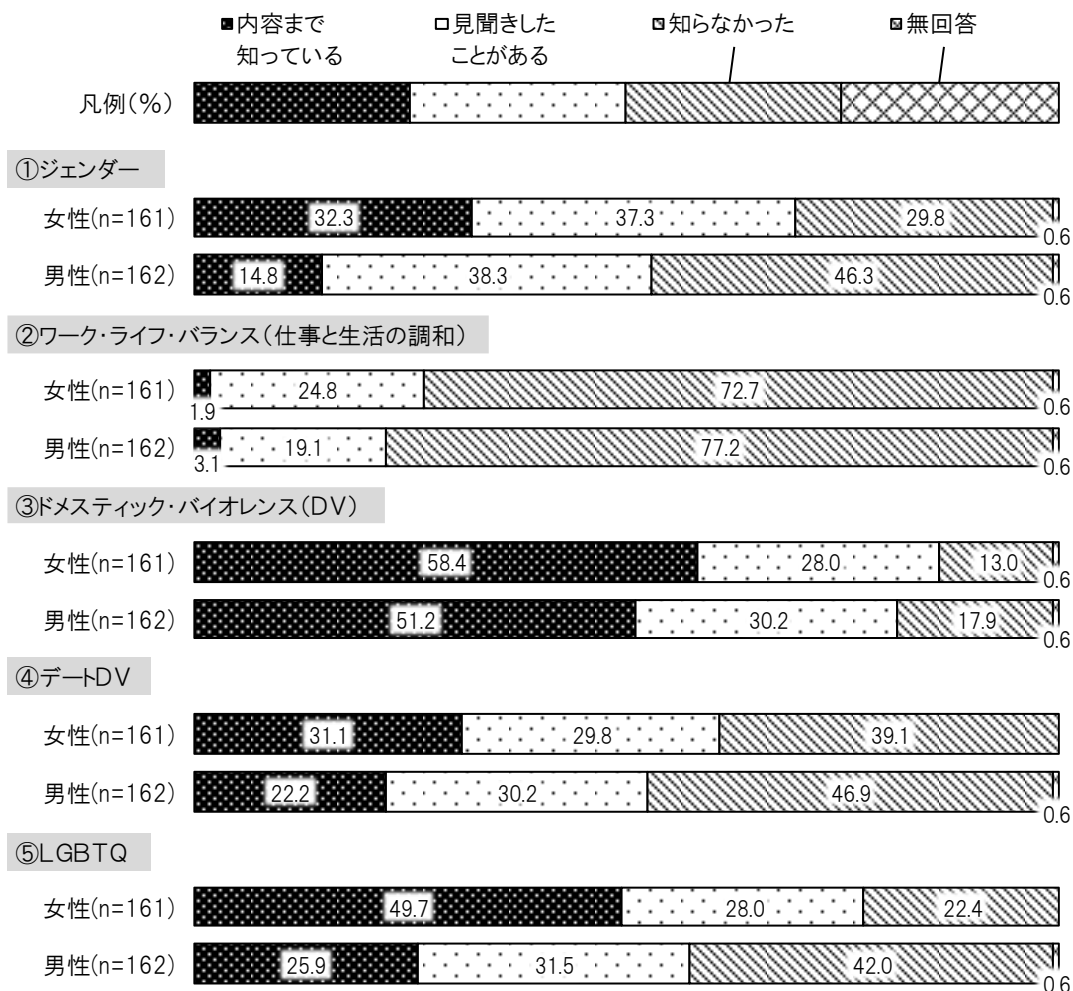 内容まで 見聞きした 知らなかった 無回答
知っている ことがある
凡例(%)
①ジェンダー
女性(n=161) 32.3 37.3 29.8 0.6
男性(n=162) 14.8 38.3 46.3 0.6
②ワーク・ライフ・バランス(仕事と生活の調和)
女性(n=161) 1.9 24.8 72.7 0.6
男性(n=162) 3.1 19.1 77.2 0.6
③ドメスティック・バイオレンス(DV)
女性(n=161) 58.4 28.0 13.0 0.6
男性(n=162) 51.2 30.2 17.9 0.6
④デートDV
女性(n=161) 31.1 29.8 39.1
男性(n=162) 22.2 30.2 46.9 0.6
⑤LGBTQ
女性(n=161) 49.7 28.0 22.4
男性(n=162) 25.9 31.5 42.0 0.6